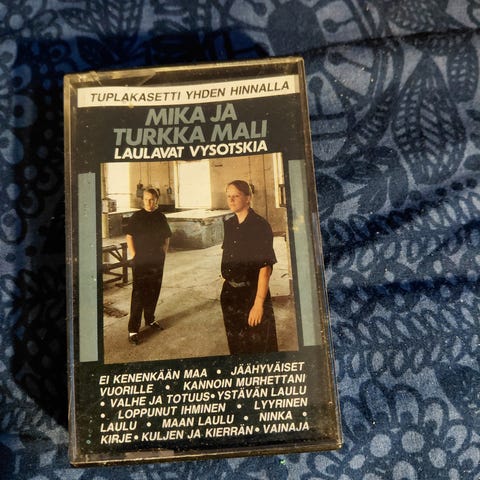 TUPLAKASETTI YHDEN HINNALLA
MIKA JA
TURKKA MALI
LAULAVAT VYSOTSKIA
EI KENENKÄÄN MAA • JÄÄHYVÄISET
VUORILLE • KANNOIN MURHETTANI
• VALHE JA TOTUUS • YSTÄVÄN LAULU
• LOPPUNUT IHMINEN • LYYRINEN
LAULU • MAAN LAULU • NINKA •
KIRJE • KULJEN JA KIERRÄN • VAINAJA